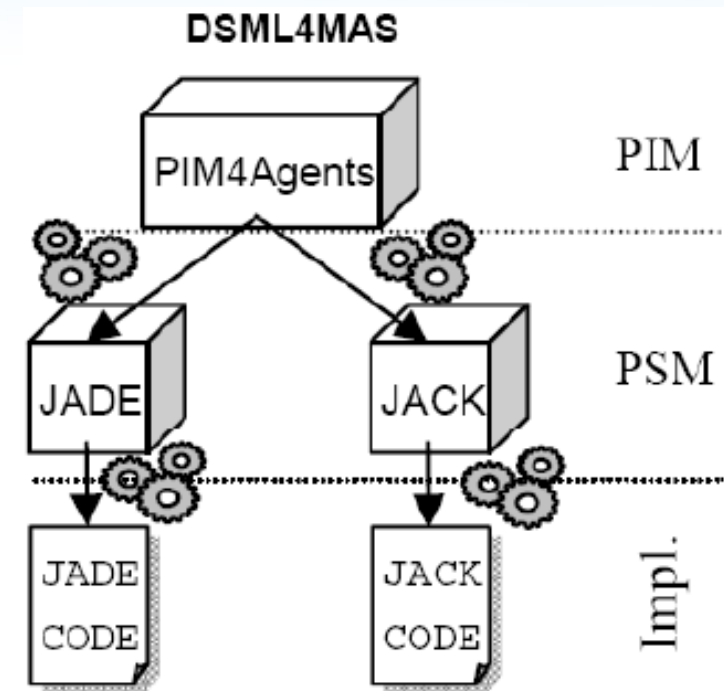 DSML4MAS
PIM4Agents
PIM
JADE
JACK
PSM
JADE
CODE
JACK
CODE
Impl.